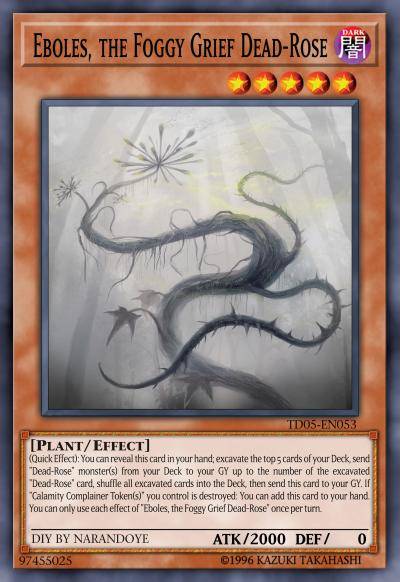 Eboles, the Foggy Grief Dead-Rose
DARK
闇
TD05-EN053
[Plant/Effect]
(Quick Effect): You can reveal this card in your hand; excavate the top 5 cards of your Deck, send
"Dead-Rose" monster(s) from your Deck to your GY up to the number of the excavated
"Dead-Rose" card, shuffle all excavated cards into the Deck, then send this card to your GY. If
"Calamity Complainer Token(s)" you control is destroyed: You can add this card to your hand.
You can only use each effect of "Eboles, the Foggy Grief Dead-Rose" once per turn.
DIY BY NARANDOYE ATK/2000 DEF/ 0
97455025 ©1996 KAZUKI TAKAHASHI